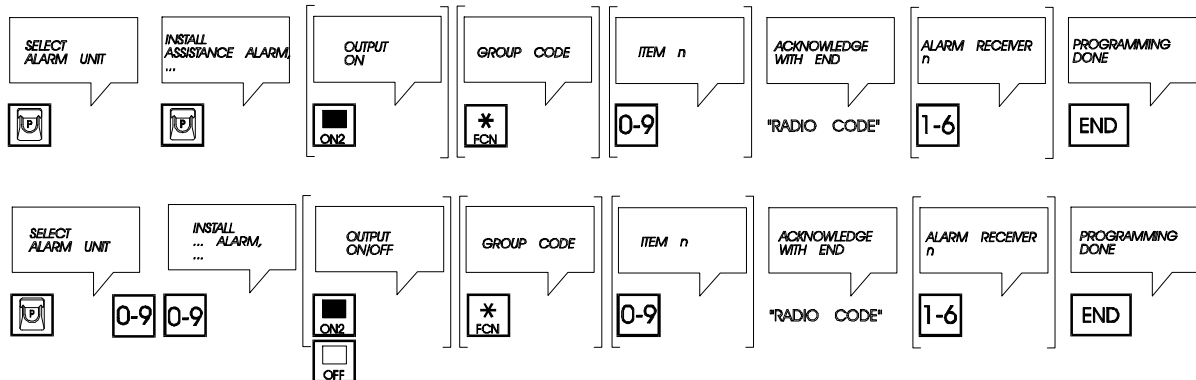 SELECT
ALARM UNIT
INSTALL
ASSISTANCE ALARM,
...
OUTPUT
ON
GROUP CODE
ITEM n
ACKNOWLEDGE
WITH END
ALARM RECEIVER
n
PROGRAMMING
DONE
P
P
ON2
*
FCN
0-9
"RADIO CODE"
1-6
END
SELECT
ALARM UNIT
INSTALL
... ALARM,
...
OUTPUT
ON/OFF
GROUP CODE
ITEM n
ACKNOWLEDGE
WITH END
ALARM RECEIVER
n
PROGRAMMING
DONE
P
0-9
0-9
ON2
*
FCN
0-9
"RADIO CODE"
1-6
END
OFF